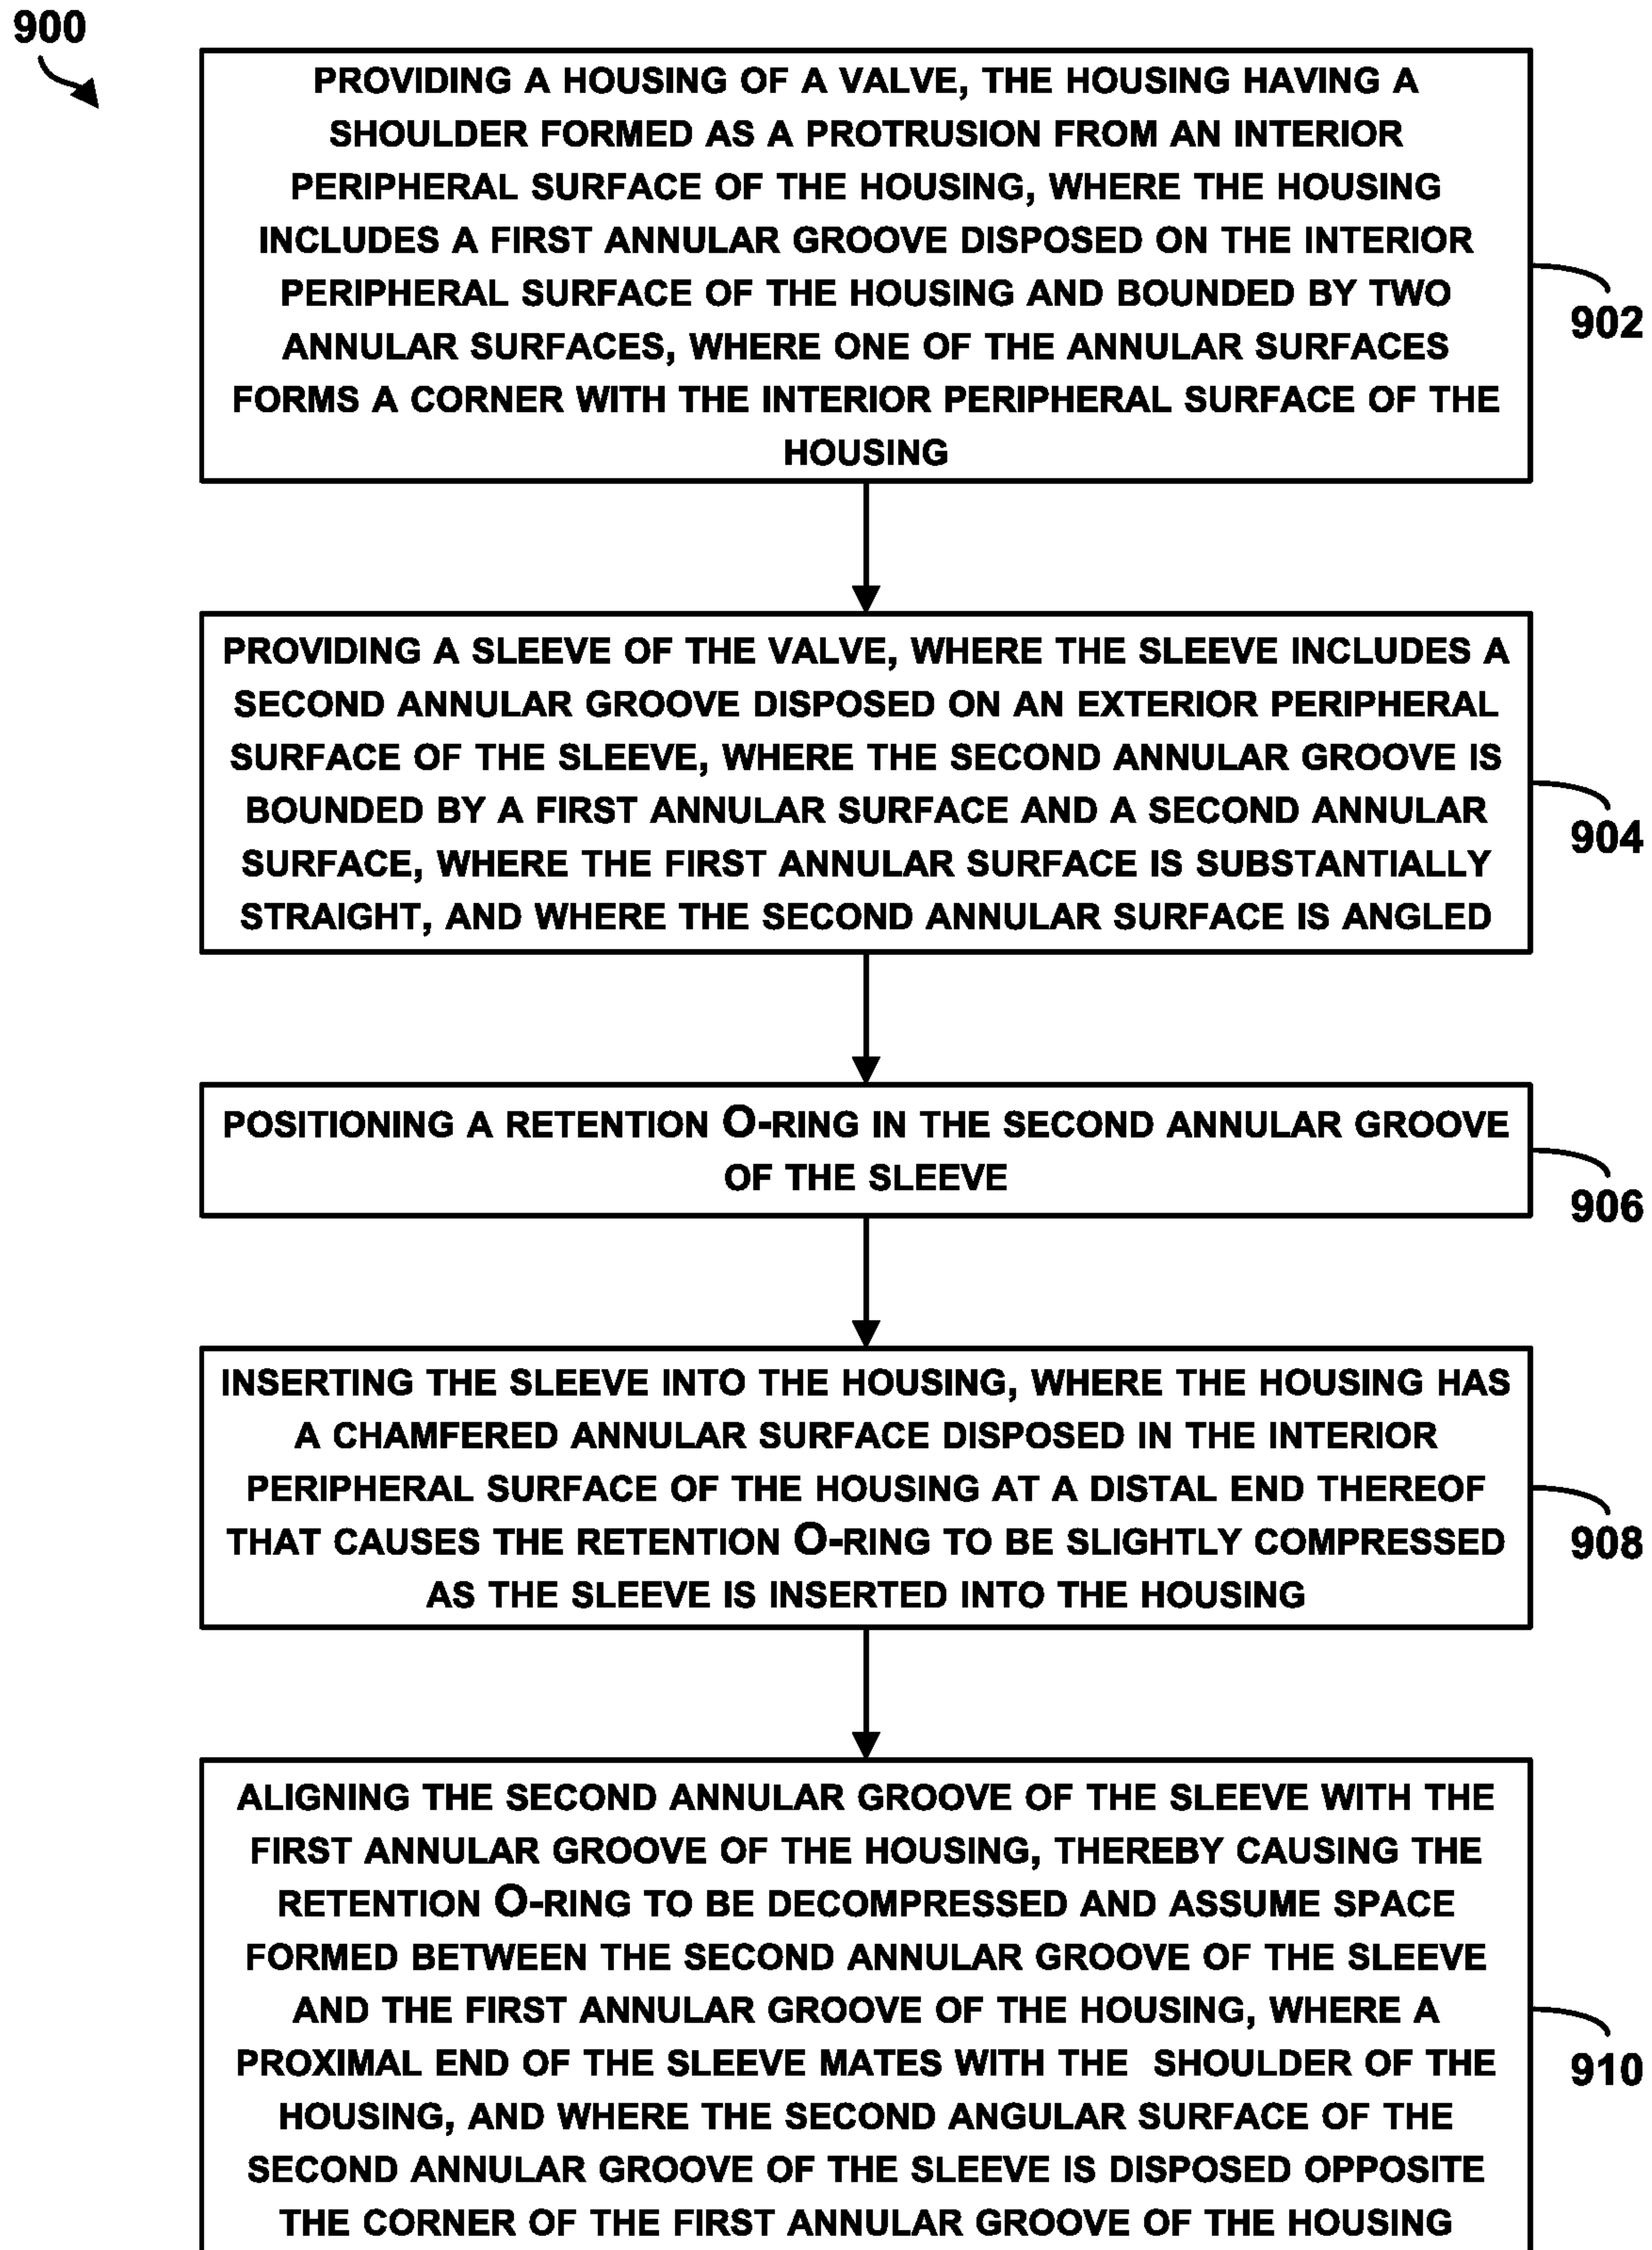 900
PROVIDING A HOUSING OF A VALVE, THE HOUSING HAVING A
SHOULDER FORMED AS A PROTRUSION FROM AN INTERIOR
PERIPHERAL SURFACE OF THE HOUSING, WHERE THE HOUSING
INCLUDES A FIRST ANNULAR GROOVE DISPOSED ON THE INTERIOR
PERIPHERAL SURFACE OF THE HOUSING AND BOUNDED BY TWO
ANNULAR SURFACES, WHERE ONE OF THE ANNULAR SURFACES
FORMS A CORNER WITH THE INTERIOR PERIPHERAL SURFACE OF THE
HOUSING
902
PROVIDING A SLEEVE OF THE VALVE, WHERE THE SLEEVE INCLUDES A
SECOND ANNULAR GROOVE DISPOSED ON AN EXTERIOR PERIPHERAL
SURFACE OF THE SLEEVE, WHERE THE SECOND ANNULAR GROOVE IS
BOUNDED BY A FIRST ANNULAR SURFACE AND A SECOND ANNULAR
SURFACE, WHERE THE FIRST ANNULAR SURFACE IS SUBSTANTIALLY
STRAIGHT, AND WHERE THE SECOND ANNULAR SURFACE IS ANGLED
904
POSITIONING A RETENTION O-RING IN THE SECOND ANNULAR GROOVE
OF THE SLEEVE
906
INSERTING THE SLEEVE INTO THE HOUSING, WHERE THE HOUSING HAS
A CHAMFERED ANNULAR SURFACE DISPOSED IN THE INTERIOR
PERIPHERAL SURFACE OF THE HOUSING AT A DISTAL END THEREOF
THAT CAUSES THE RETENTION O-RING TO BE SLIGHTLY COMPRESSED
AS THE SLEEVE IS INSERTED INTO THE HOUSING
908
ALIGNING THE SECOND ANNULAR GROOVE OF THE SLEEVE WITH THE
FIRST ANNULAR GROOVE OF THE HOUSING, THEREBY CAUSING THE
RETENTION O-RING TO BE DECOMPRESSED AND ASSUME SPACE
FORMED BETWEEN THE SECOND ANNULAR GROOVE OF THE SLEEVE
AND THE FIRST ANNULAR GROOVE OF THE HOUSING, WHERE A
PROXIMAL END OF THE SLEEVE MATES WITH THE SHOULDER OF THE
HOUSING, AND WHERE THE SECOND ANGULAR SURFACE OF THE
SECOND ANNULAR GROOVE OF THE SLEEVE IS DISPOSED OPPOSITE
THE CORNER OF THE FIRST ANNULAR GROOVE OF THE HOUSING
910